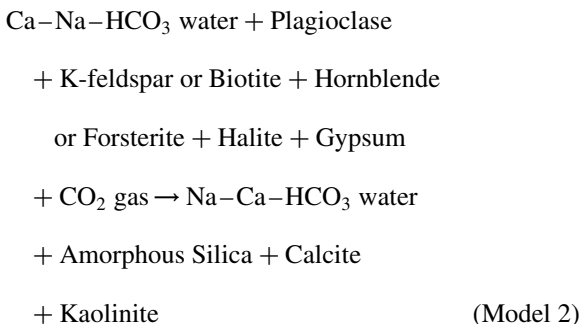 Ca–Na–HCO₃ water + Plagioclase
+ K-feldspar or Biotite + Hornblende
or Forsterite + Halite + Gypsum
+ CO₂ gas → Na–Ca–HCO₃ water
+ Amorphous Silica + Calcite
+ Kaolinite (Model 2)